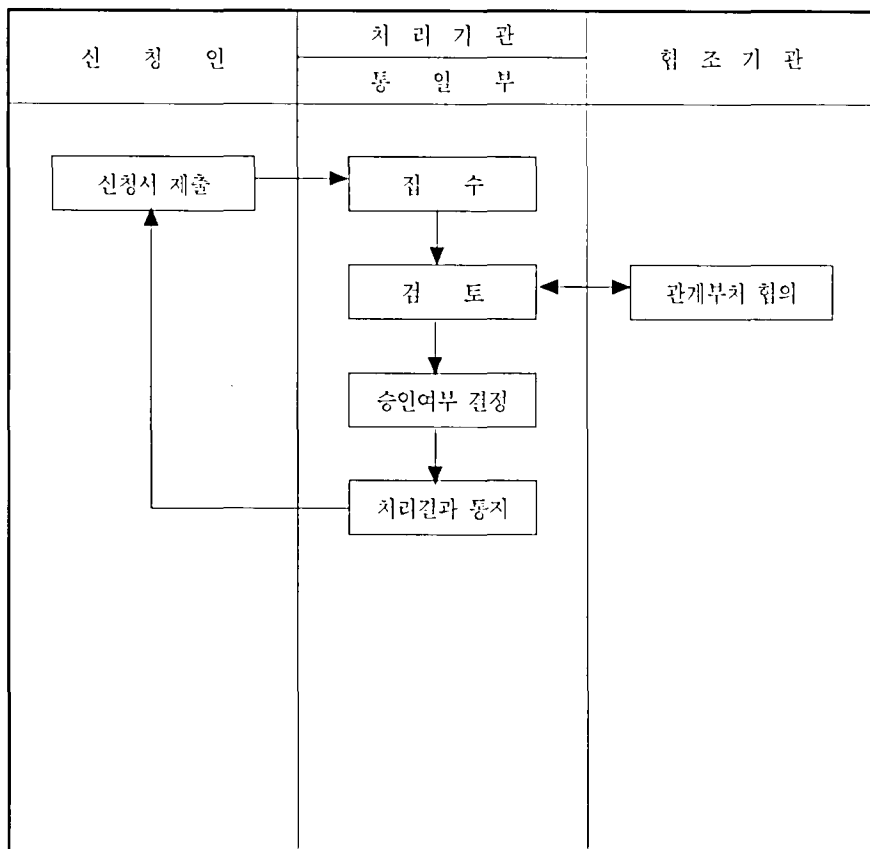 신 청 인
처 리 기 관
통 일 부
협 조 기 관
신청서 제출
접 수
검 토
관계부처 협의
승인여부 결정
처리결과 통지